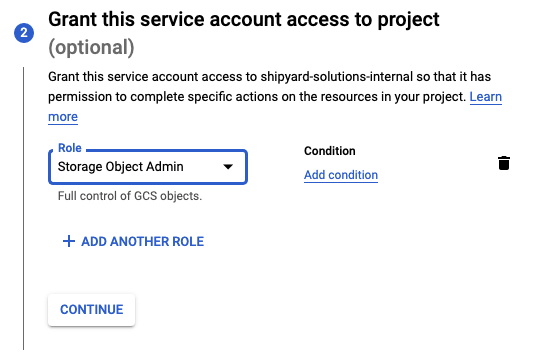 2
Grant this service account access to project
(optional)
Grant this service account access to shipyard-solutions-internal so that it has
permission to complete specific actions on the resources in your project. Learn
more
Role
Storage Object Admin
Condition
Add condition
Full control of GCS objects.
ADD ANOTHER ROLE
CONTINUE